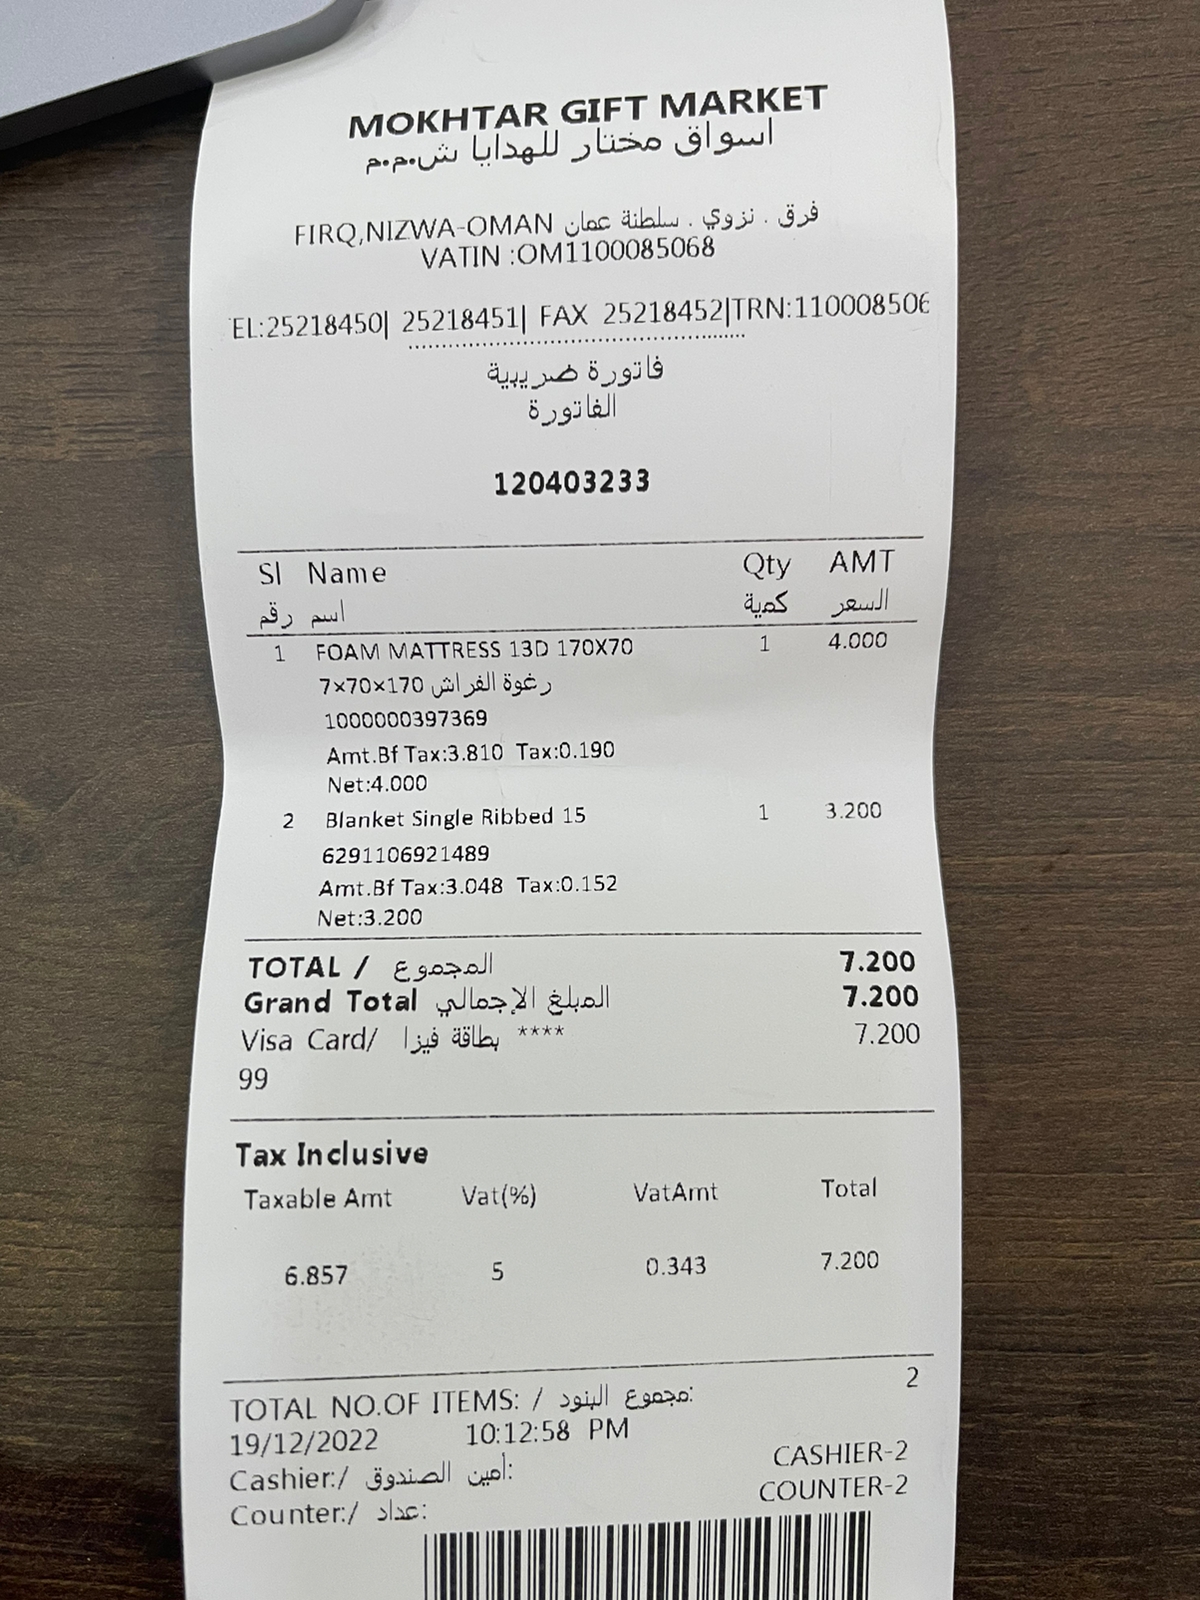 MOKHTAR GIFT MARKET
اسواق مختار للهدايا ش.م.م
FIRQ,NIZWA-OMAN فرق . نزوي . سلطنة عمان
VATIN :OM1100085068
EL:25218450| 25218451| FAX 25218452|TRN:110008506
فاتورة ضريبية
الفاتورة
120403233
Sl Name Qty AMT
رقم اسم كمية السعر
1 FOAM MATTRESS 13D 170X70 1 4.000
رغوة الفراش 170×70×7
1000000397369
Amt.Bf Tax:3.810 Tax:0.190
Net:4.000
2 Blanket Single Ribbed 15 1 3.200
6291106921489
Amt.Bf Tax:3.048 Tax:0.152
Net:3.200
TOTAL / المجموع 7.200
Grand Total المبلغ الإجمالي 7.200
Visa Card/ بطاقة فيزا **** 7.200
99
Tax Inclusive
Taxable Amt Vat(%) VatAmt Total
6.857 5 0.343 7.200
TOTAL NO.OF ITEMS: / مجموع البنود: 2
19/12/2022 10:12:58 PM
Cashier:/ أمين الصندوق: CASHIER-2
Counter:/ عداد: COUNTER-2